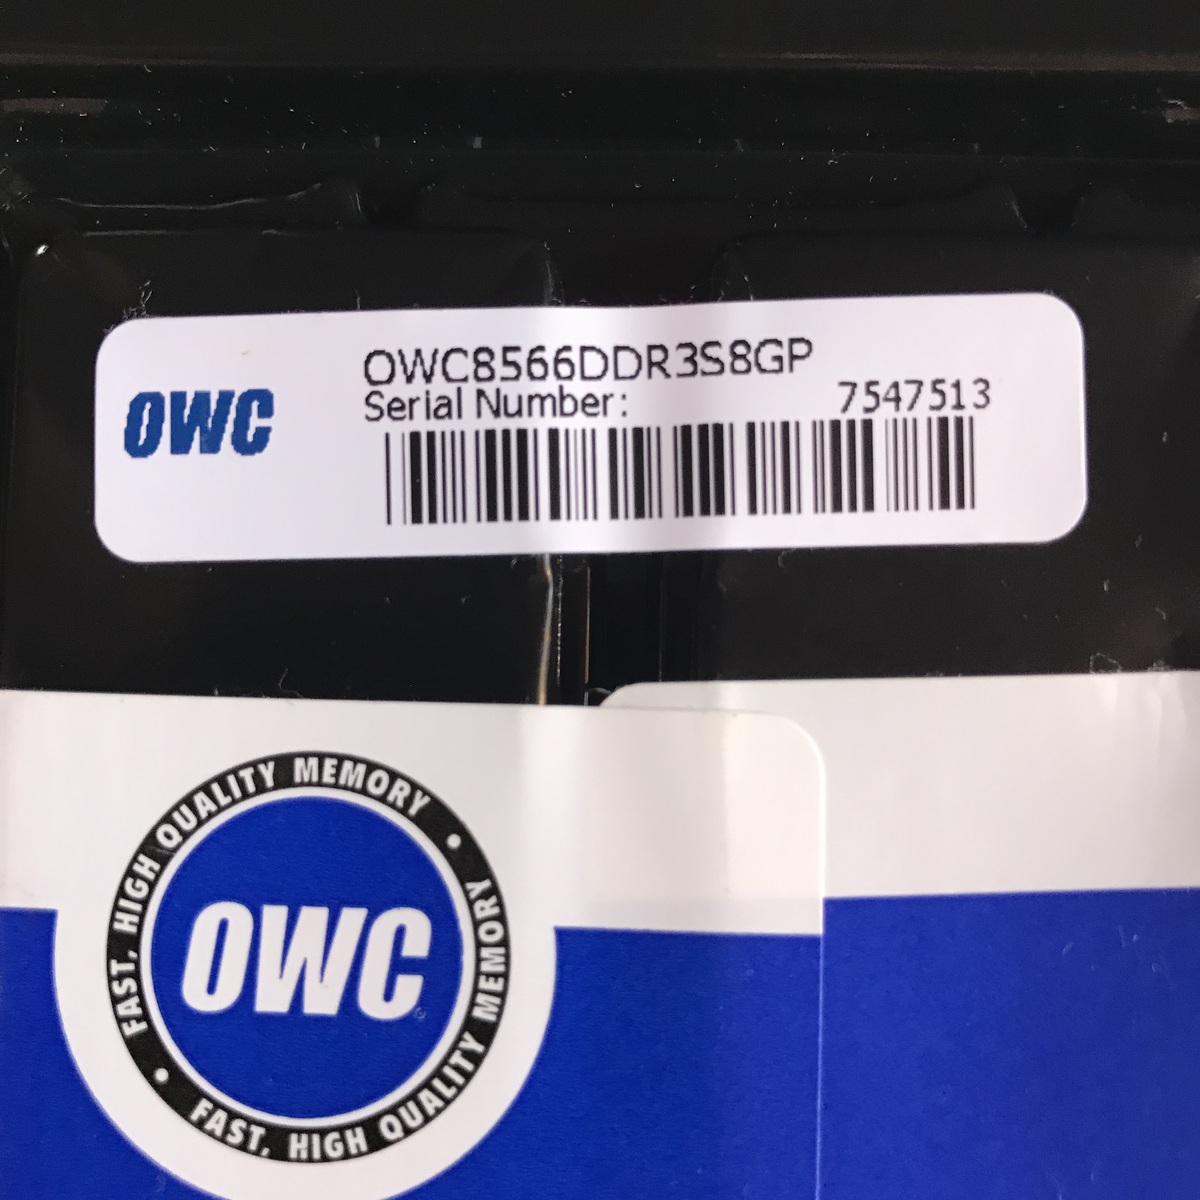 OWC
OWC8566DDR3S8GP
Serial Number: 7547513
FAST, HIGH QUALITY MEMORY • FAST, HIGH QUALITY MEMORY •
OWC